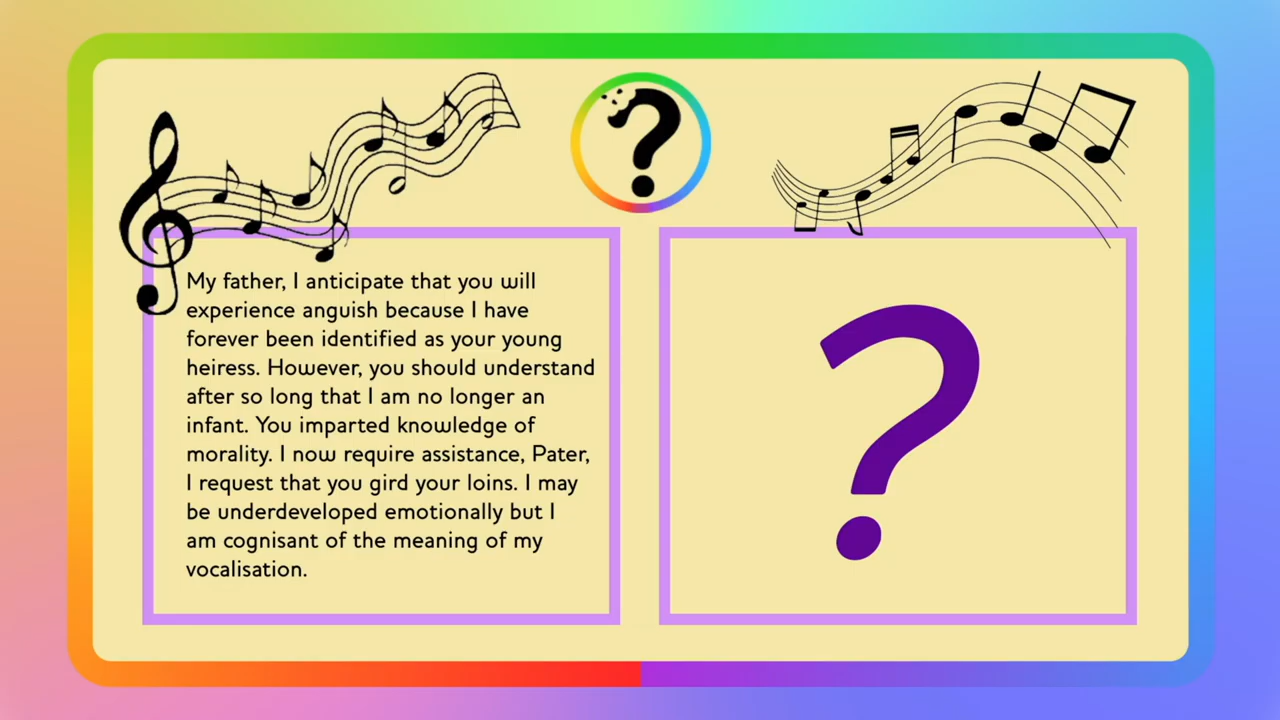 My father, I anticipate that you will
experience anguish because I have
forever been identified as your young
heiress. However, you should understand
after so long that I am no longer an
infant. You imparted knowledge of
morality. I now require assistance, Pater,
I request that you gird your loins. I may
be underdeveloped emotionally but I
am cognisant of the meaning of my
vocalisation.
?
?